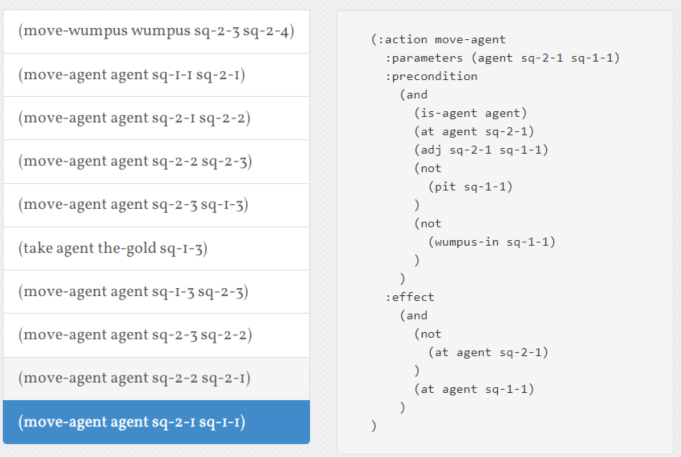 (move-wumpus wumpus sq-2-3 sq-2-4)
(move-agent agent sq-1-1 sq-2-1)
(move-agent agent sq-2-1 sq-2-2)
(move-agent agent sq-2-2 sq-2-3)
(move-agent agent sq-2-3 sq-1-3)
(take agent the-gold sq-1-3)
(move-agent agent sq-1-3 sq-2-3)
(move-agent agent sq-2-3 sq-2-2)
(move-agent agent sq-2-2 sq-2-1)
(move-agent agent sq-2-1 sq-1-1)
(:action move-agent
:parameters (agent sq-2-1 sq-1-1)
:precondition
(and
(is-agent agent)
(at agent sq-2-1)
(adj sq-2-1 sq-1-1)
(not
(pit sq-1-1)
)
(not
(wumpus-in sq-1-1)
)
)
:effect
(and
(not
(at agent sq-2-1)
)
(at agent sq-1-1)
)
)